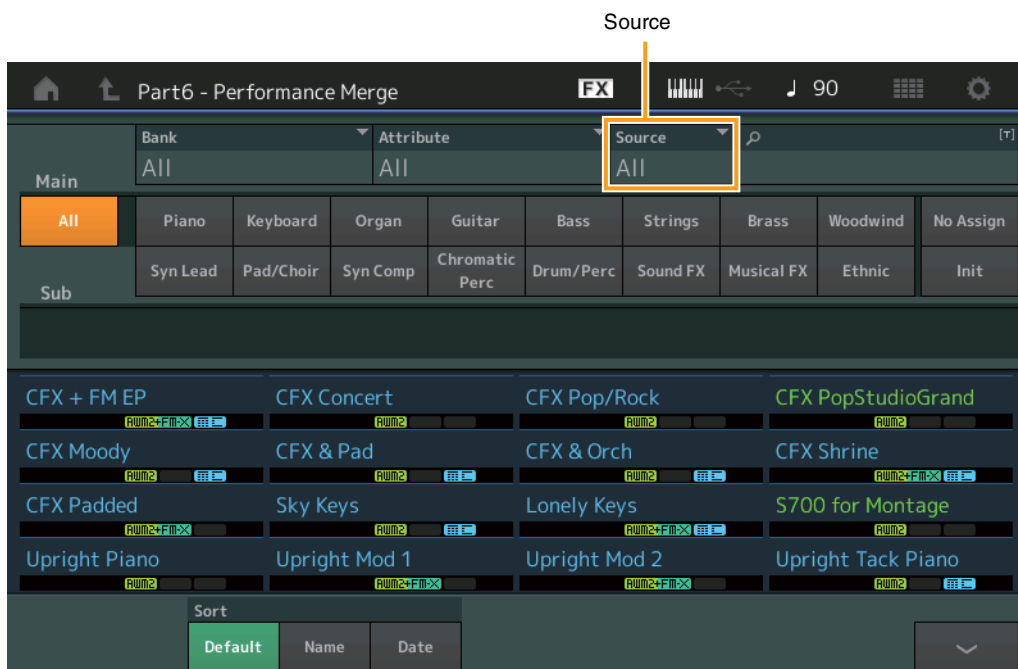 Source
Part6 - Performance Merge FX 90
Bank Attribute Source [T]
Main All All All
All Piano Keyboard Organ Guitar Bass Strings Brass Woodwind No Assign
Syn Lead Pad/Choir Syn Comp Chromatic Perc Drum/Perc Sound FX Musical FX Ethnic Init
Sub
CFX + FM EP CFX Concert CFX Pop/Rock CFX PopStudioGrand
AWM2+FM-X AWM2 AWM2 AWM2
CFX Moody CFX & Pad CFX & Orch CFX Shrine
AWM2 AWM2 AWM2 AWM2+FM-X
CFX Padded Sky Keys Lonely Keys S700 for Montage
AWM2+FM-X AWM2 AWM2+FM-X AWM2
Upright Piano Upright Mod 1 Upright Mod 2 Upright Tack Piano
AWM2 AWM2+FM-X AWM2+FM-X AWM2
Sort
Default Name Date